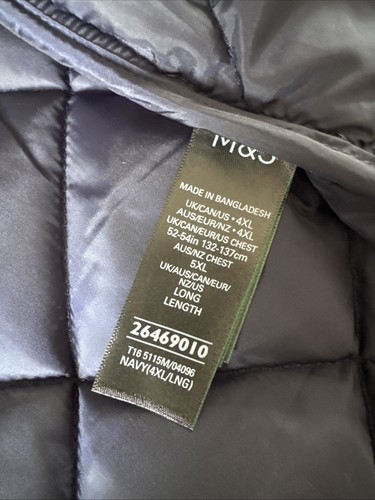 M&S
MADE IN BANGLADESH
UK/CAN/US • 4XL
AUS/EUR/NZ • 4XL
UK/CAN/EUR/US CHEST
52-54in 132-137cm
AUS/NZ CHEST
5XL
UK/AUS/CAN/EUR/
NZ/US
LONG
LENGTH
26469010
T16 5115M/04096
NAVY(4XL/LNG)